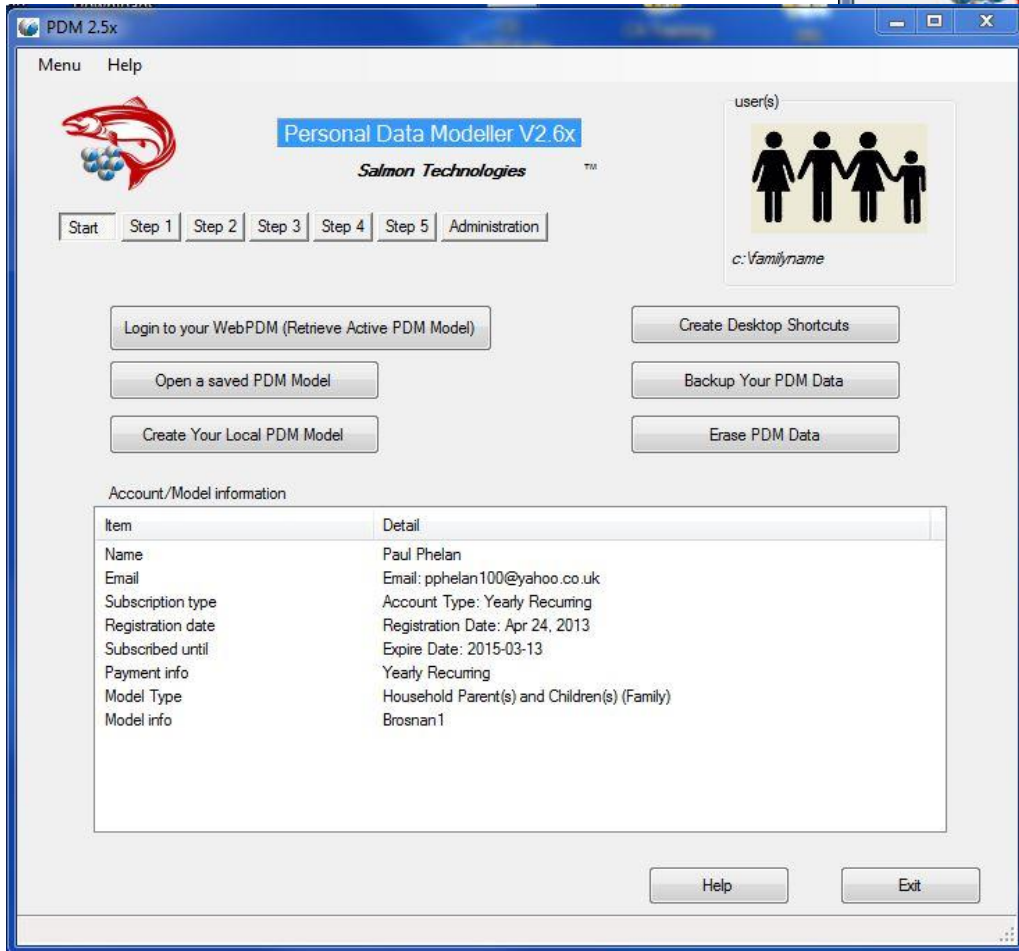 Downloads
PDM 2.5x
Menu Help
user(s)
Personal Data Modeller V2.6x
Salmon Technologies TM
Start Step 1 Step 2 Step 3 Step 4 Step 5 Administration
c:\familyname
Login to your WebPDM (Retrieve Active PDM Model)
Create Desktop Shortcuts
Open a saved PDM Model
Backup Your PDM Data
Create Your Local PDM Model
Erase PDM Data
Account/Model information
Item Detail
Name Paul Phelan
Email Email: pphelan100@yahoo.co.uk
Subscription type Account Type: Yearly Recurring
Registration date Registration Date: Apr 24, 2013
Subscribed until Expire Date: 2015-03-13
Payment info Yearly Recurring
Model Type Household Parent(s) and Children(s) (Family)
Model info Brosnan1
Help Exit